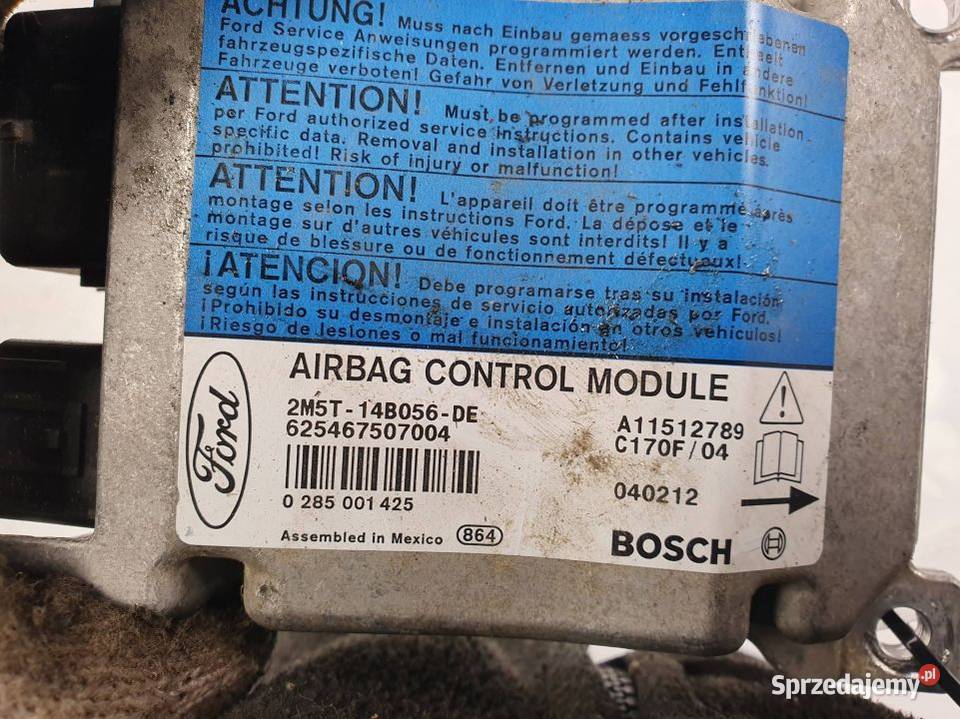 ACHTUNG! Muss nach Einbau gemaess vorgeschriebenen
Ford Service Anweisungen programmiert werden. Enthaelt
fahrzeugspezifische Daten. Entfernen und Einbau in andere
Fahrzeuge verboten! Gefahr von Verletzung und Fehlfunktion!
ATTENTION! Must be programmed after installation
per Ford authorized service instructions. Contains vehicle
specific data. Removal and installation in other vehicles
prohibited! Risk of injury or malfunction!
ATTENTION! L'appareil doit être programmé après
montage selon les instructions Ford. La dépose et le
montage sur d'autres véhicules sont interdits! Il y a
risque de blessure ou de fonctionnement défectueux!
¡ATENCION! Debe programarse tras su instalación
según las instrucciones de servicio autorizadas por Ford.
¡Prohibido su desmontaje e instalación en otros vehículos!
¡Riesgo de lesiones o mal funcionamiento!
Ford
AIRBAG CONTROL MODULE
2M5T-14B056-DE
A11512789
625467507004
C170F/04
0 285 001 425
040212
Assembled in Mexico 864
BOSCH
Sprzedajemy.pl